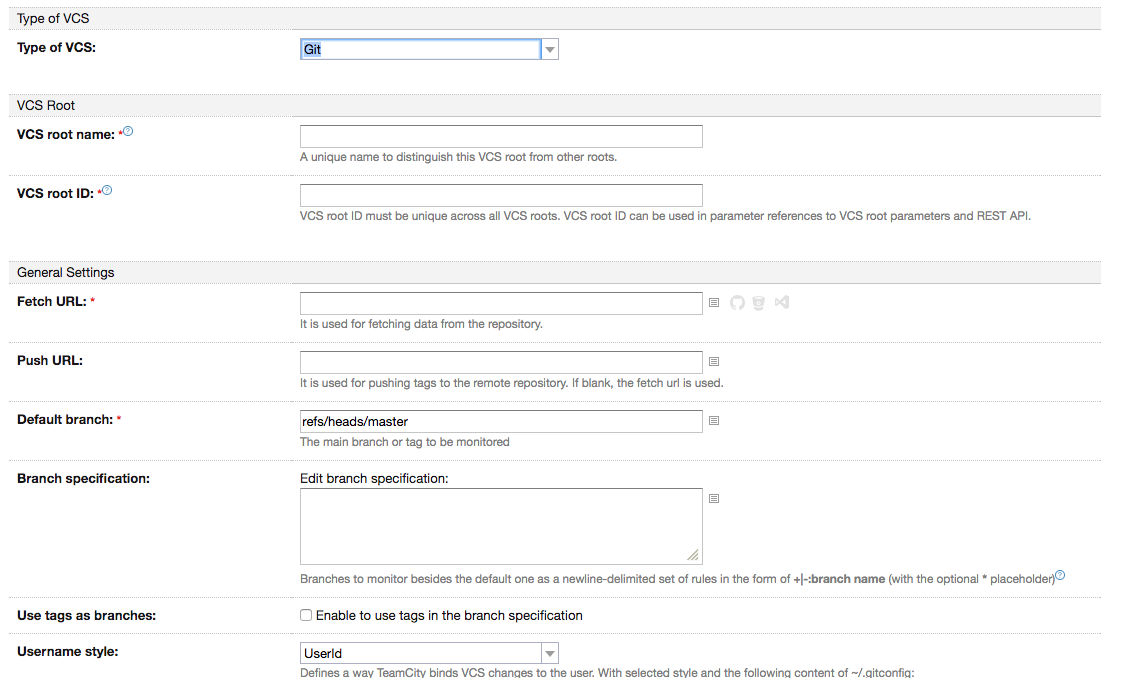 Type of VCS
Type of VCS:
Git
VCS Root
VCS root name: *?
A unique name to distinguish this VCS root from other roots.
VCS root ID: *?
VCS root ID must be unique across all VCS roots. VCS root ID can be used in parameter references to VCS root parameters and REST API.
General Settings
Fetch URL: *
It is used for fetching data from the repository.
Push URL:
It is used for pushing tags to the remote repository. If blank, the fetch url is used.
Default branch: *
refs/heads/master
The main branch or tag to be monitored
Branch specification:
Edit branch specification:
Branches to monitor besides the default one as a newline-delimited set of rules in the form of +|-:branch name (with the optional * placeholder)?
Use tags as branches:
Enable to use tags in the branch specification
Username style:
UserId
Defines a way TeamCity binds VCS changes to the user. With selected style and the following content of ~/.gitconfig: